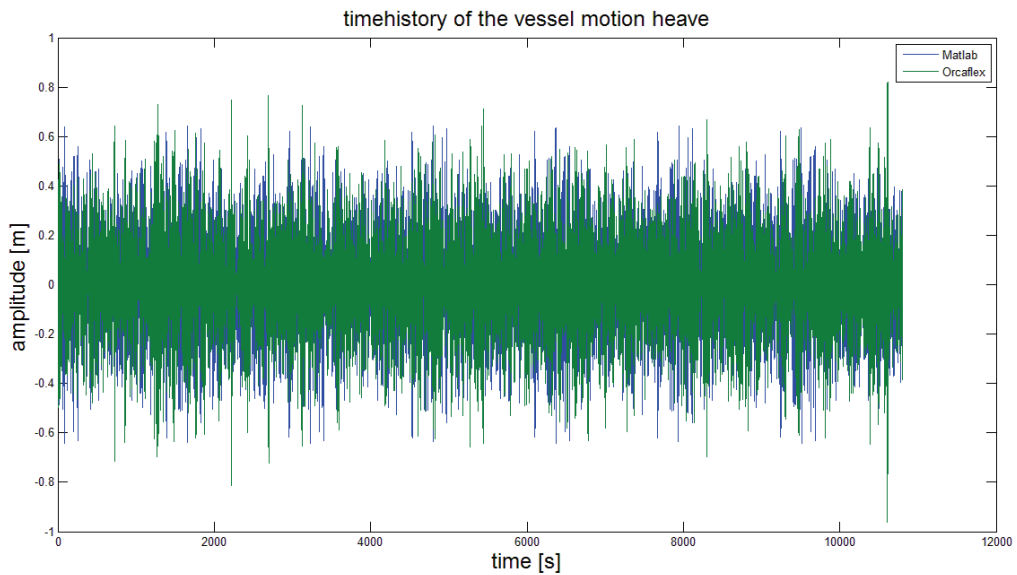 timehistory of the vessel motion heave
Matlab
Orcaflex
amplitude [m]
1
0.8
0.6
0.4
0.2
0
-0.2
-0.4
-0.6
-0.8
-1
0 2000 4000 6000 8000 10000 12000
time [s]